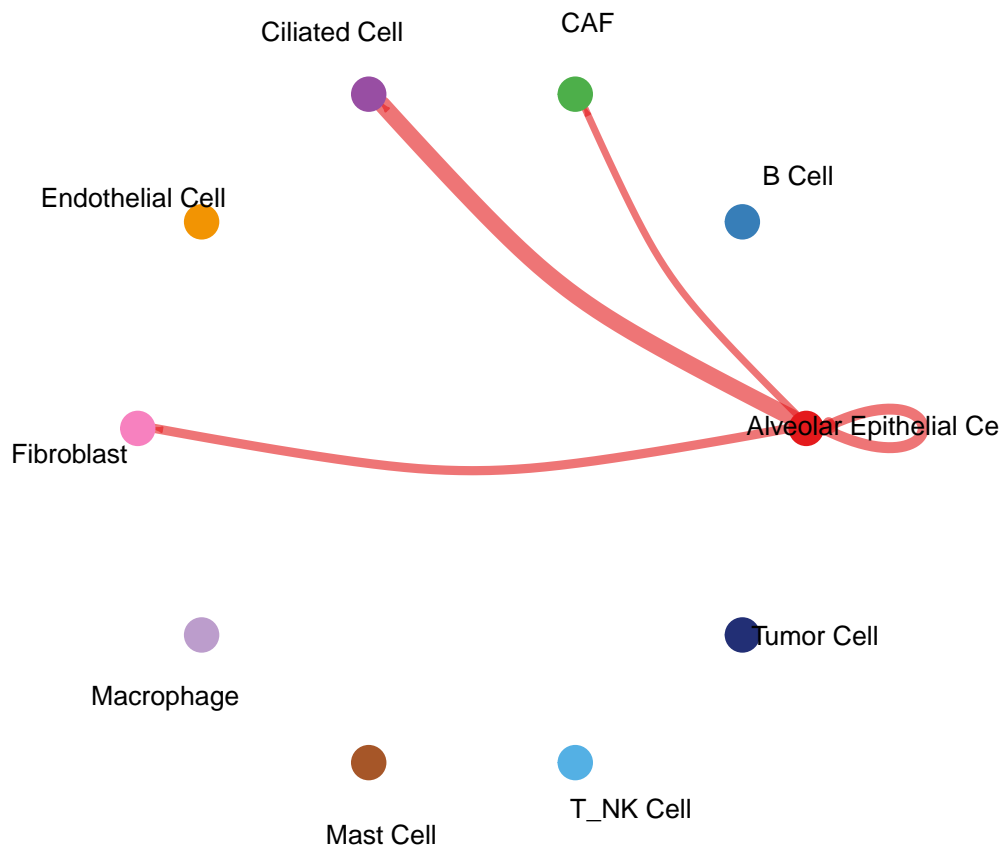 CAF
Ciliated Cell
B Cell
Endothelial Cell
Alveolar Epithelial Ce
Fibroblast
Tumor Cell
Macrophage
T_NK Cell
Mast Cell